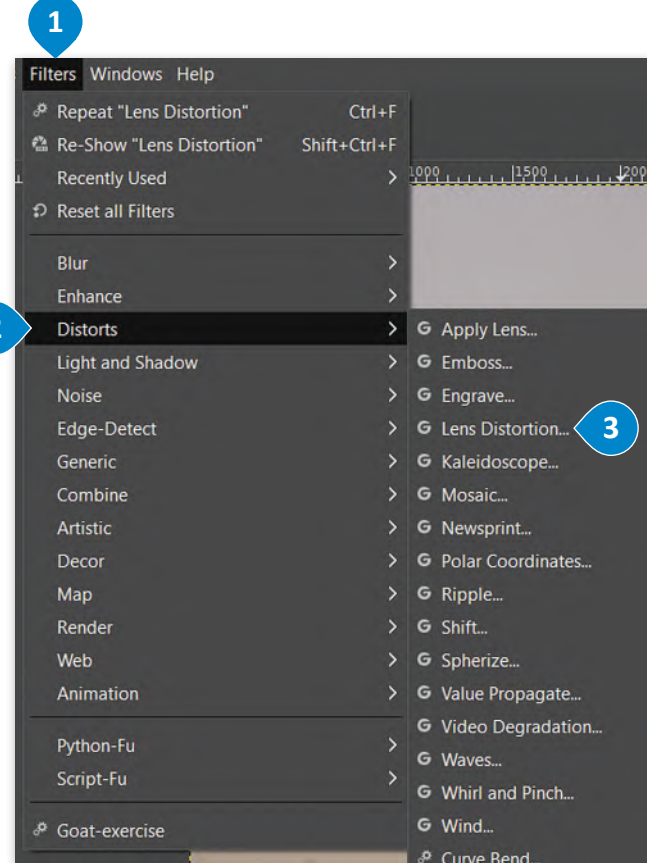 1
Filters Windows Help
Repeat "Lens Distortion" Ctrl+F
Re-Show "Lens Distortion" Shift+Ctrl+F
Recently Used >
1000 1500 200
Reset all Filters
Blur >
Enhance >
2
Distorts >
Light and Shadow >
Noise >
Edge-Detect >
Generic >
Combine >
Artistic >
Decor >
Map >
Render >
Web >
Animation >
Python-Fu >
Script-Fu >
Goat-exercise
G Apply Lens...
G Emboss...
G Engrave...
G Lens Distortion... 3
G Kaleidoscope...
G Mosaic...
G Newsprint...
G Polar Coordinates...
G Ripple...
G Shift...
G Spherize...
G Value Propagate...
G Video Degradation...
G Waves...
G Whirl and Pinch...
G Wind...
Curve Bend